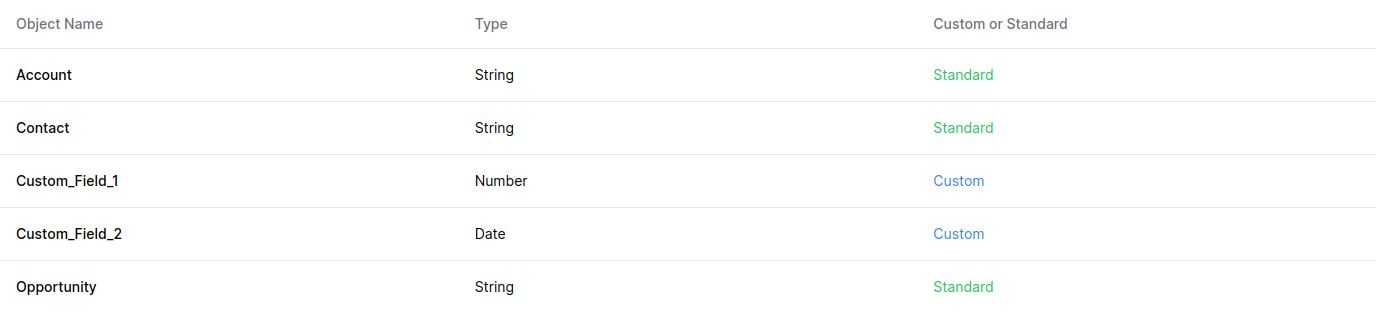 Object Name Type Custom or Standard
Account String Standard
Contact String Standard
Custom_Field_1 Number Custom
Custom_Field_2 Date Custom
Opportunity String Standard